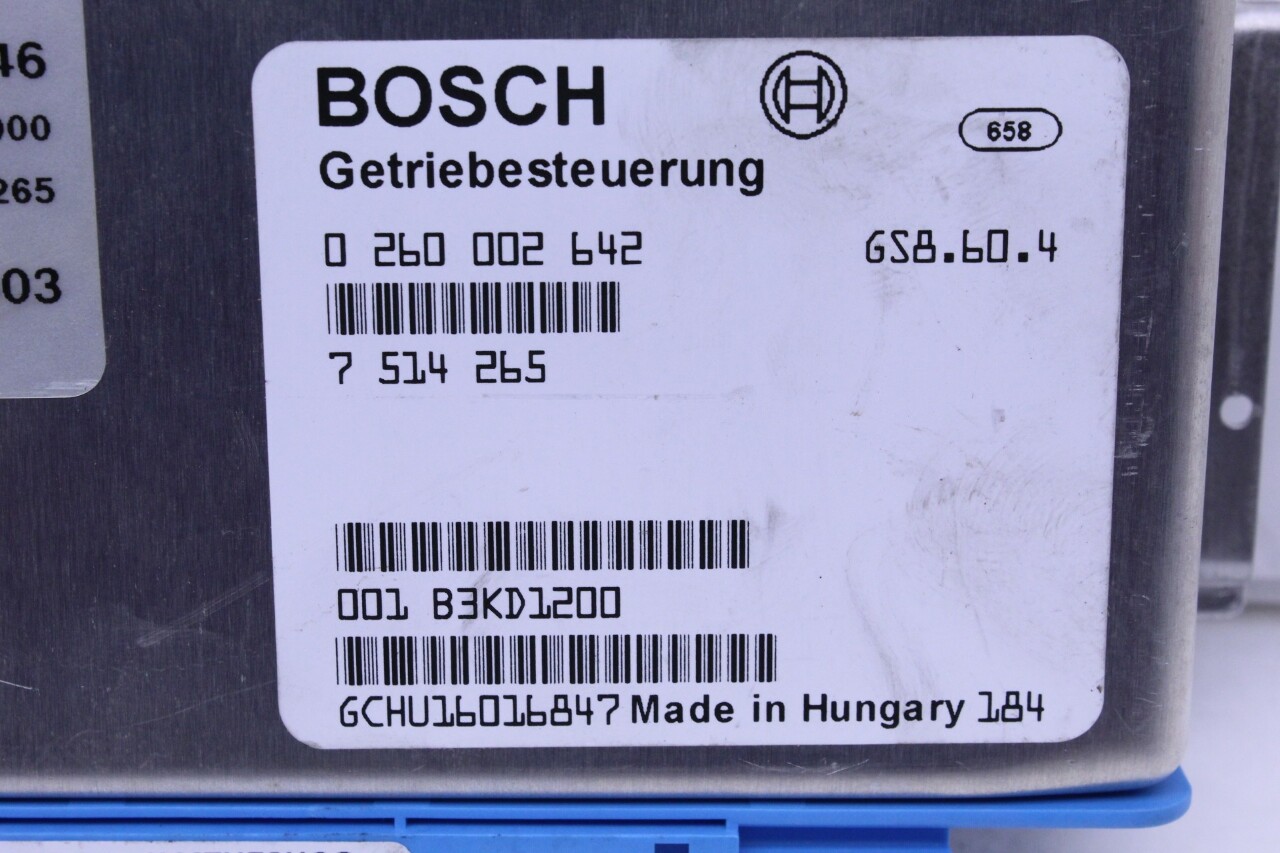 46
000
265
03
BOSCH
658
Getriebesteuerung
0 260 002 642 GS8.60.4
7 514 265
001 B3KD1200
GCHU16016847 Made in Hungary 184